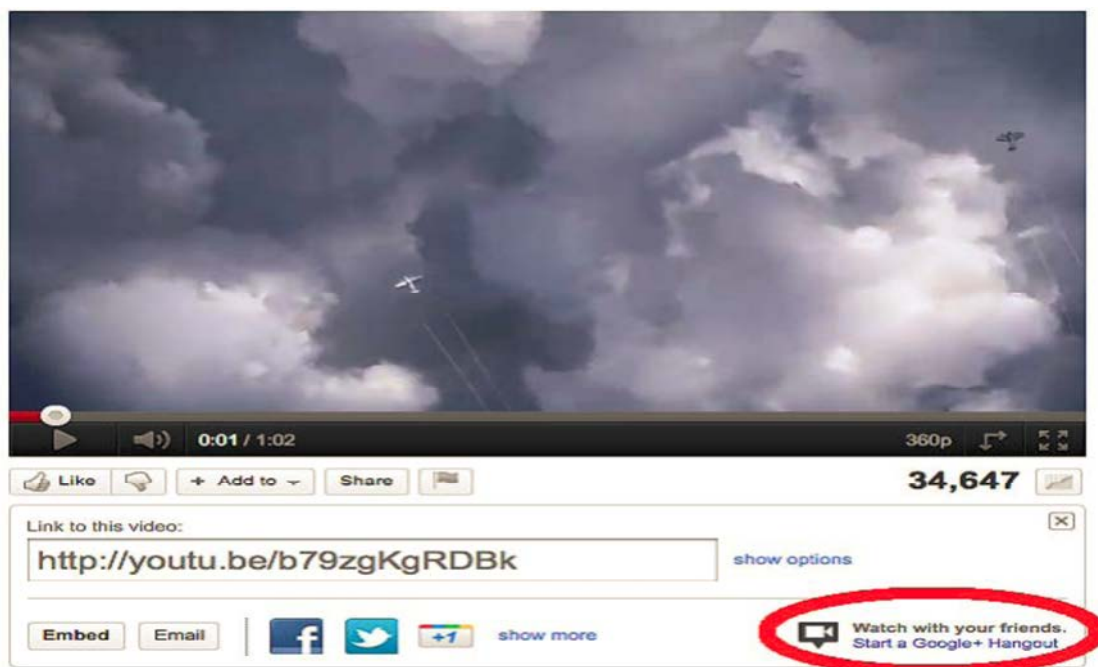 0:01 / 1:02
360p
Like
+ Add to
Share
34,647
Link to this video:
http://youtu.be/b79zgKgRDBk
show options
Embed
Email
f
+1
show more
Watch with your friends.
Start a Google+ Hangout